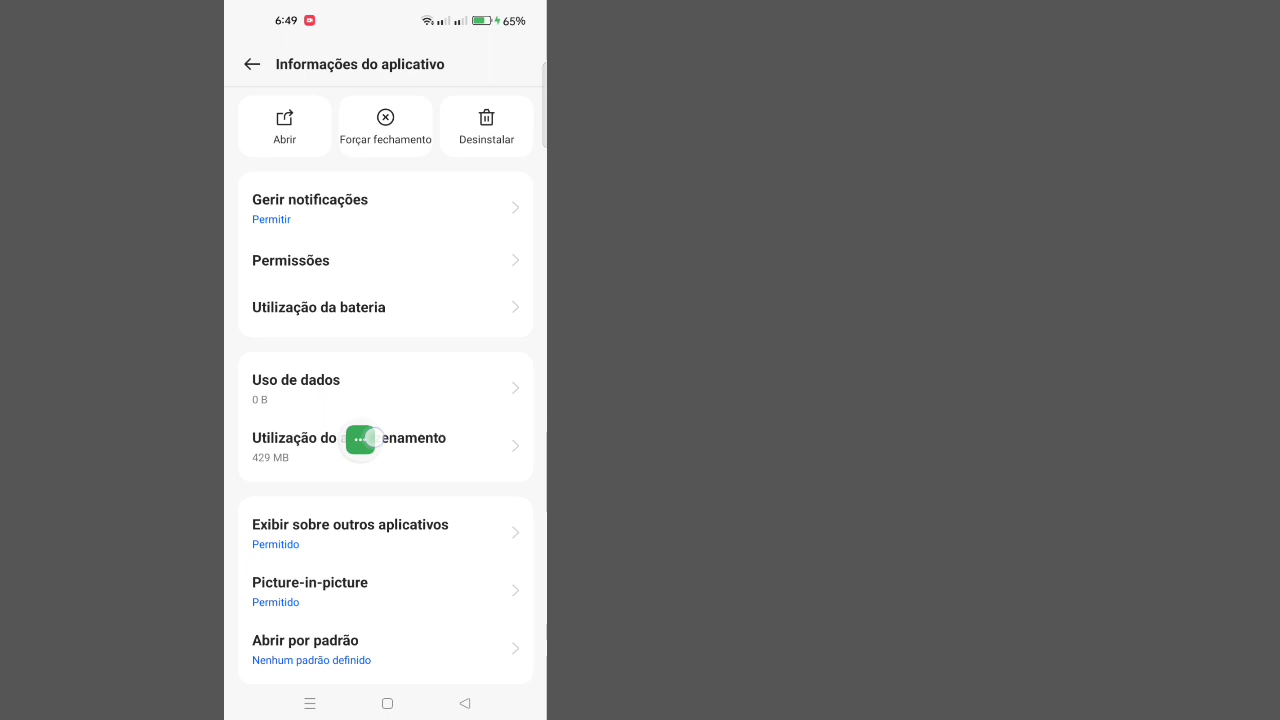 6:49
65%
Informações do aplicativo
Abrir
Forçar fechamento
Desinstalar
Gerir notificações
Permitir
Permissões
Utilização da bateria
Uso de dados
0 B
Utilização do a enamento
429 MB
Exibir sobre outros aplicativos
Permitido
Picture-in-picture
Permitido
Abrir por padrão
Nenhum padrão definido